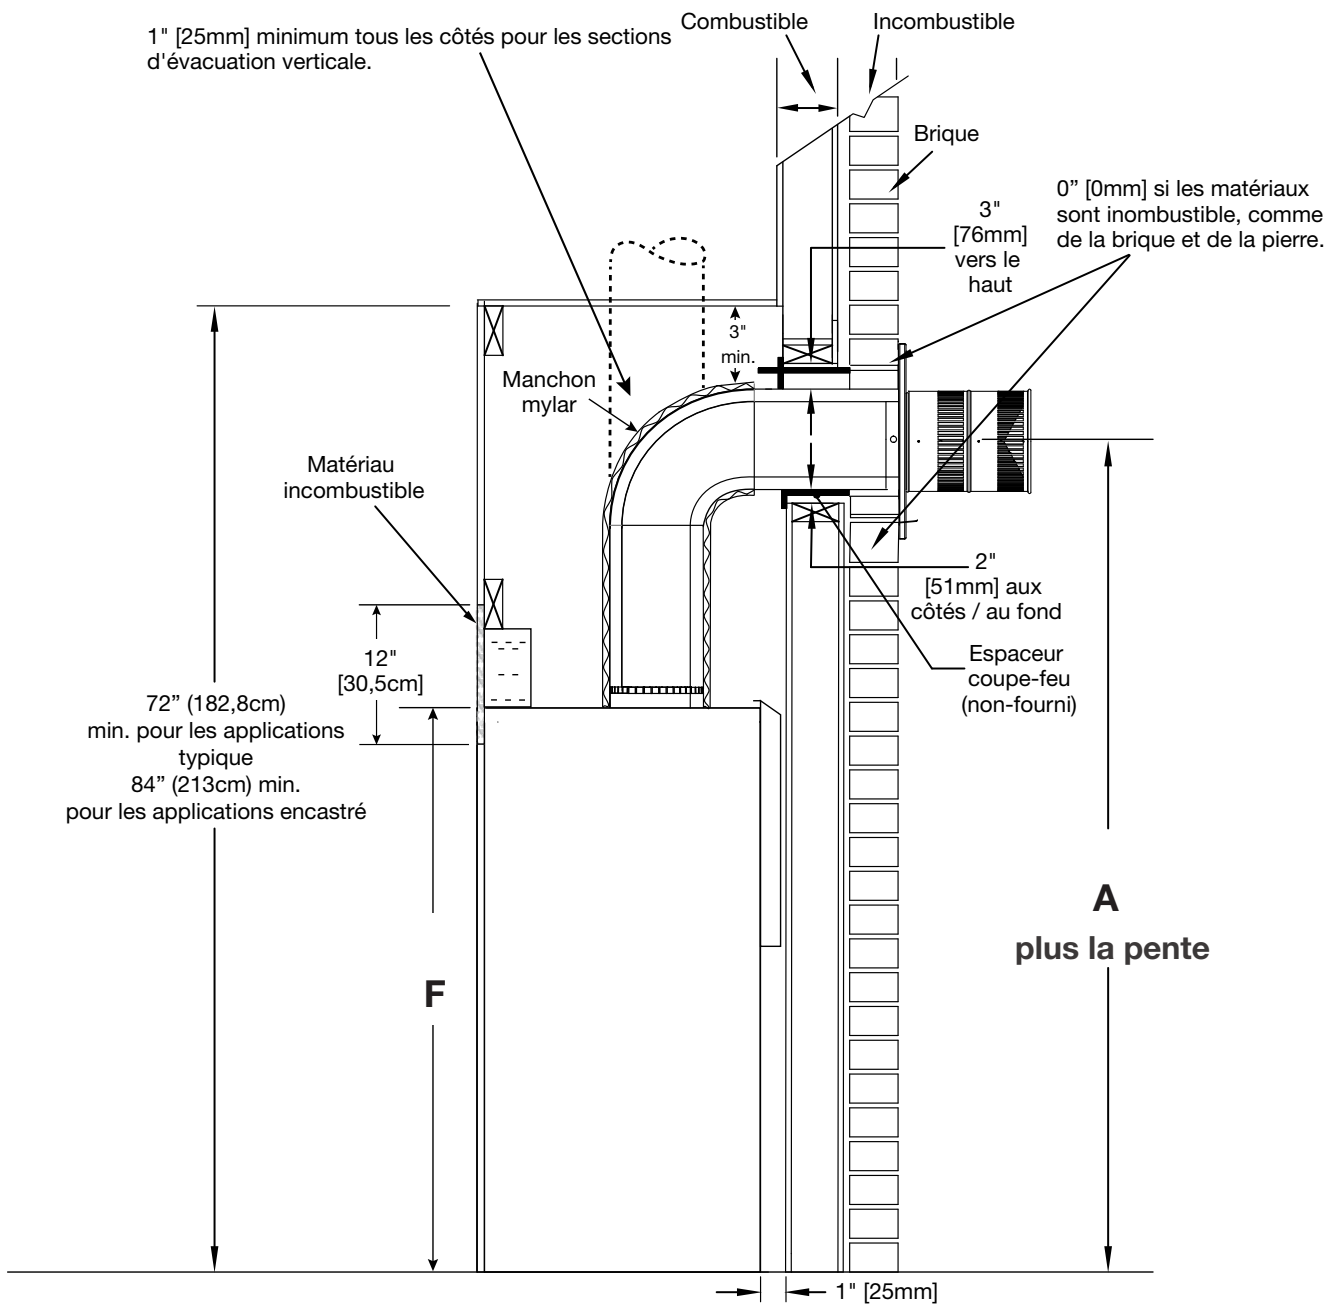 1" [25mm] minimum tous les côtés pour les sections
d'évacuation verticale.
Combustible
Incombustible
Brique
0” [0mm] si les matériaux
sont inombustible, comme
de la brique et de la pierre.
3"
[76mm]
vers le
haut
3"
min.
Manchon
mylar
Matériau
incombustible
2"
[51mm] aux
côtés / au fond
Espaceur
coupe-feu
(non-fourni)
12"
[30,5cm]
72” (182,8cm)
min. pour les applications
typique
84” (213cm) min.
pour les applications encastré
A
plus la pente
F
1" [25mm]